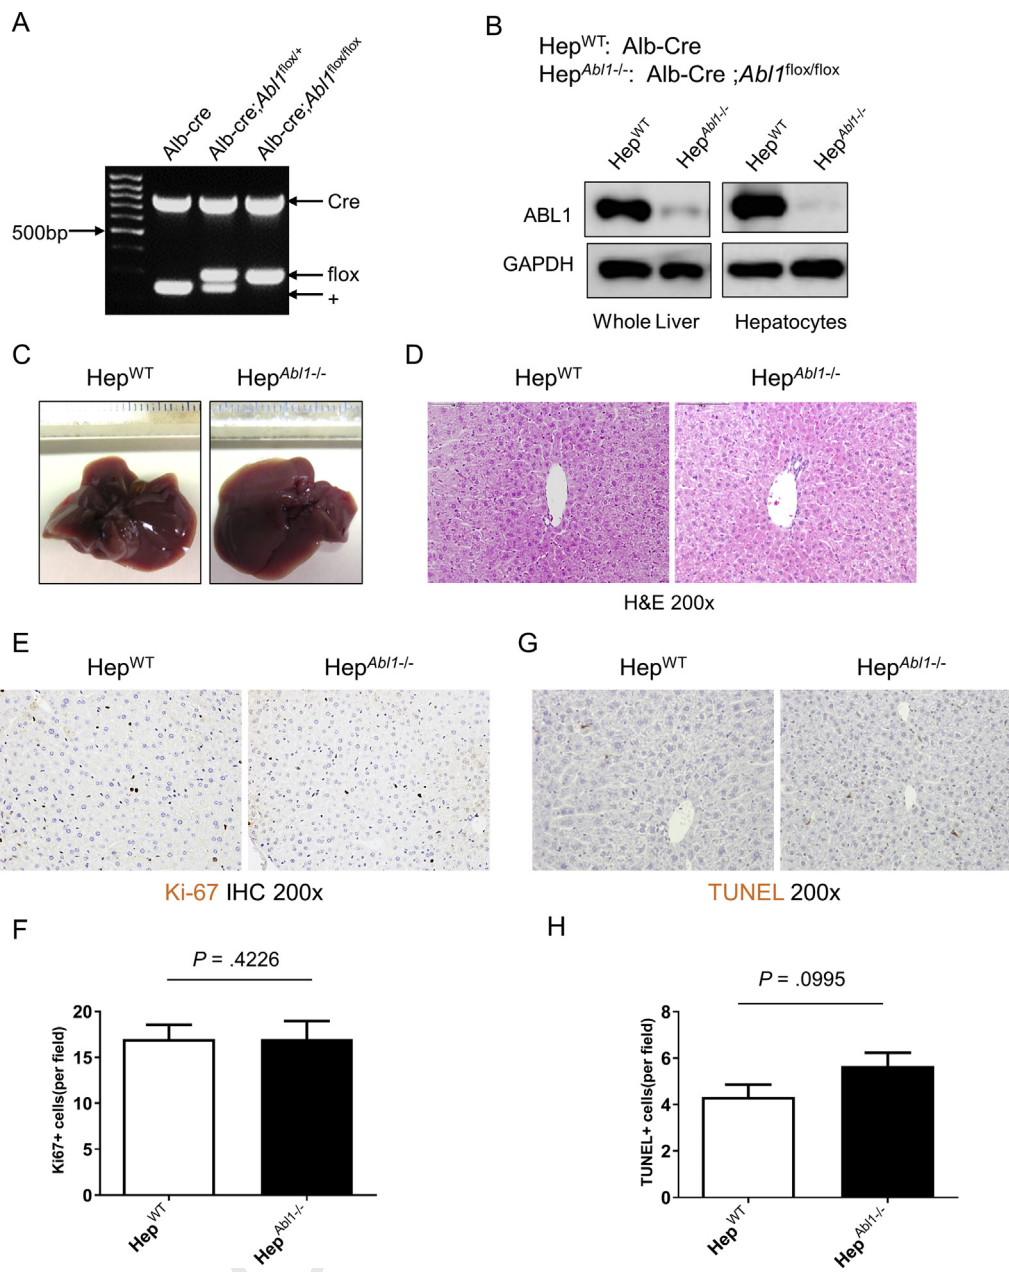 A
Alb-cre
Alb-cre;Abl1flox/+
Alb-cre;Abl1flox/flox
Cre
500bp
flox
+
B
HepWT: Alb-Cre
HepAbl1-/-: Alb-Cre ;Abl1flox/flox
HepWT
HepAbl1-/-
HepWT
HepAbl1-/-
ABL1
GAPDH
Whole Liver
Hepatocytes
C
HepWT
HepAbl1-/-
D
HepWT
HepAbl1-/-
H&E 200x
E
HepWT
HepAbl1-/-
Ki-67 IHC 200x
G
HepWT
HepAbl1-/-
TUNEL 200x
F
P = .4226
Ki67+ cells(per field)
20
15
10
5
0
HepWT
HepAbl1-/-
H
P = .0995
TUNEL+ cells(per field)
8
6
4
2
0
HepWT
HepAbl1-/-